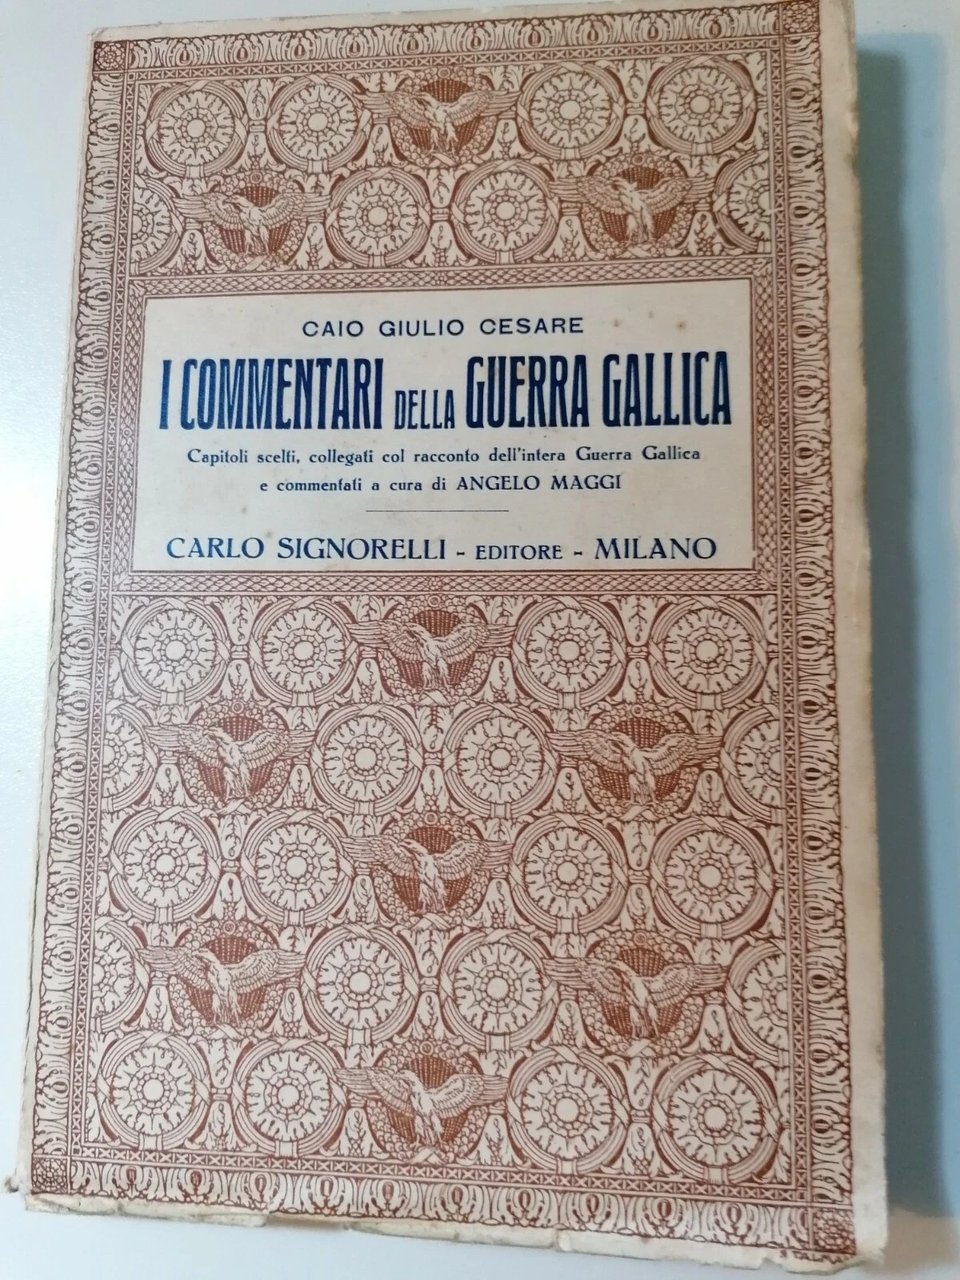 CAIO GIULIO CESARE
I COMMENTARI DELLA GUERRA GALLICA
Capitoli scelti, collegati col racconto dell'intera Guerra Gallica
e commentati a cura di ANGELO MAGGI
CARLO SIGNORELLI - EDITORE - MILANO